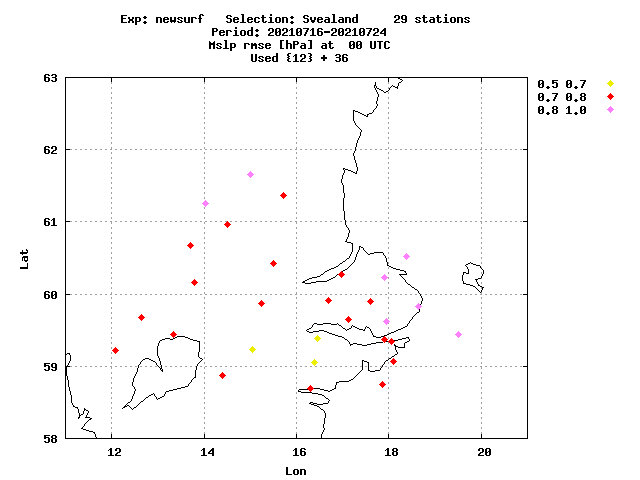 Exp: newsurf Selection: Svealand 29 stations
Period: 20210716-20210724
Mslp rmse [hPa] at 00 UTC
Used {12} + 36
0.5 0.7
0.7 0.8
0.8 1.0
63
62
61
60
59
58
Lat
12 14 16 18 20
Lon